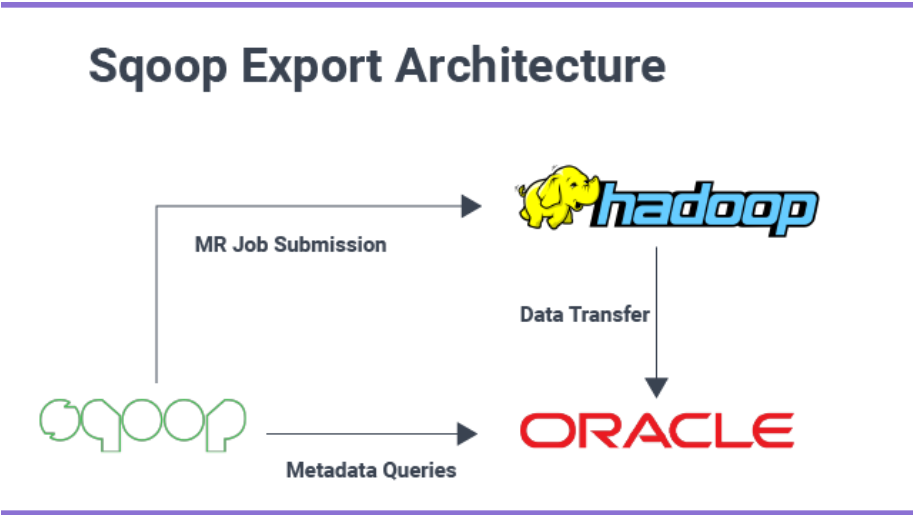 Sqoop Export Architecture
hadoop
MR Job Submission
Data Transfer
sqoop
ORACLE
Metadata Queries